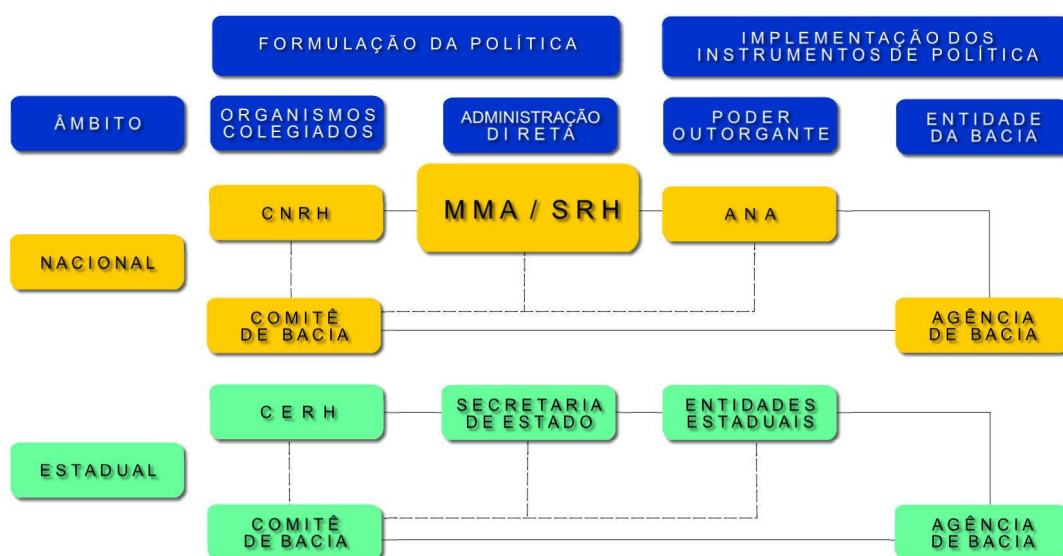 FORMULAÇÃO DA POLÍTICA
IMPLEMENTAÇÃO DOS
INSTRUMENTOS DE POLÍTICA
ÂMBITO
ORGANISMOS
COLEGIADOS
ADMINISTRAÇÃO
DIRETA
PODER
OUTORGANTE
ENTIDADE
DA BACIA
NACIONAL
CNRH
MMA / SRH
ANA
COMITÊ
DE BACIA
AGÊNCIA
DE BACIA
ESTADUAL
CERH
SECRETARIA
DE ESTADO
ENTIDADES
ESTADUAIS
COMITÊ
DE BACIA
AGÊNCIA
DE BACIA